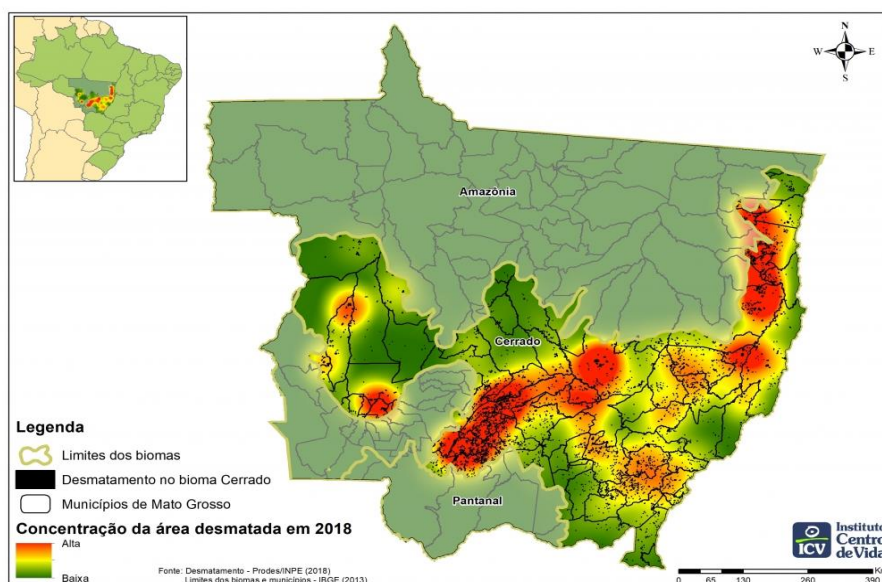 N
W E
S
Amazônia
Cerrado
Pantanal
Legenda
Limites dos biomas
Desmatamento no bioma Cerrado
Municípios de Mato Grosso
Concentração da área desmatada em 2018
Alta
Baixa
Fonte: Desmatamento - Prodes/INPE (2018)
Limites dos biomas e municípios - IBGE (2013)
ICV
Instituto
Centro
de Vida
0 65 130 260